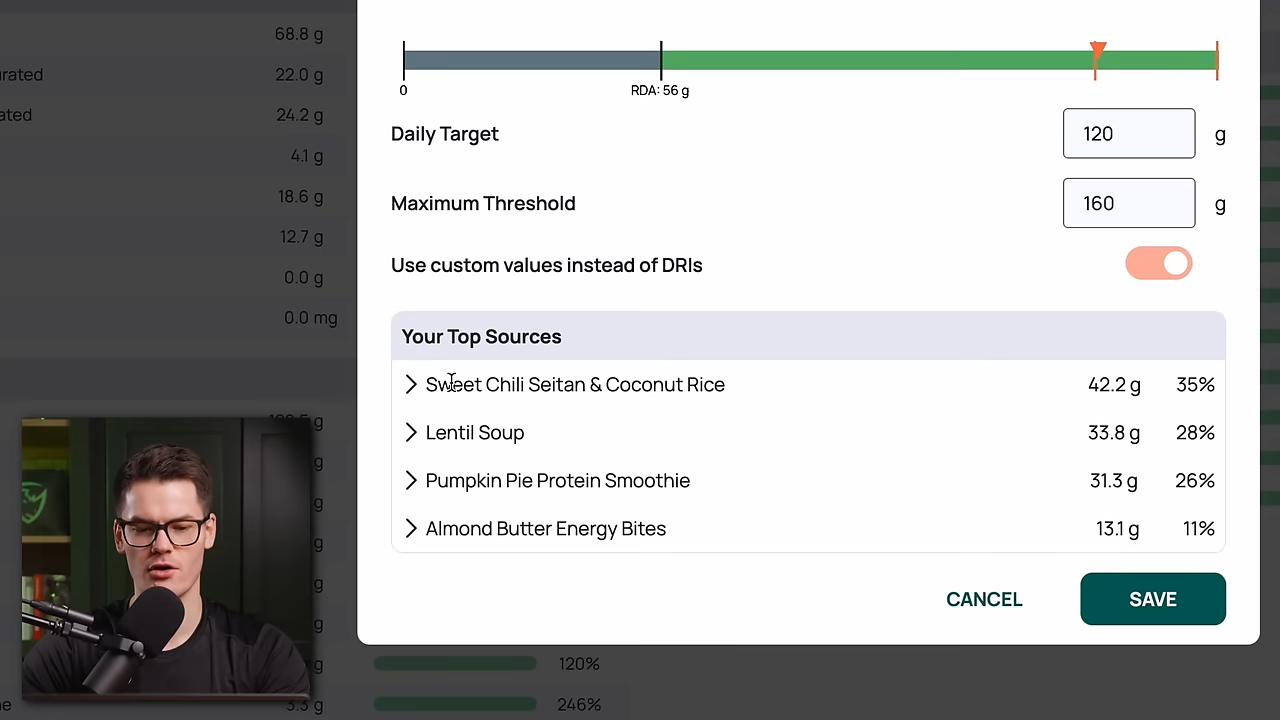 68.8 g
urated 22.0 g
ated 24.2 g
4.1 g
18.6 g
12.7 g
0.0 g
0.0 mg
g
g
g
g
g
g
g
120%
3.3 g 246%
0
RDA: 56 g
Daily Target 120 g
Maximum Threshold 160 g
Use custom values instead of DRIs
Your Top Sources
Sweet Chili Seitan & Coconut Rice 42.2 g 35%
Lentil Soup 33.8 g 28%
Pumpkin Pie Protein Smoothie 31.3 g 26%
Almond Butter Energy Bites 13.1 g 11%
CANCEL SAVE